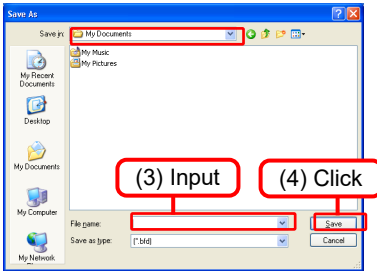 Save As
Save in:
My Documents
My Recent
Documents
Desktop
My Documents
My Computer
My Network
My Music
My Pictures
(3) Input
(4) Click
File name:
Save
Save as type:
(*.bld)
Cancel